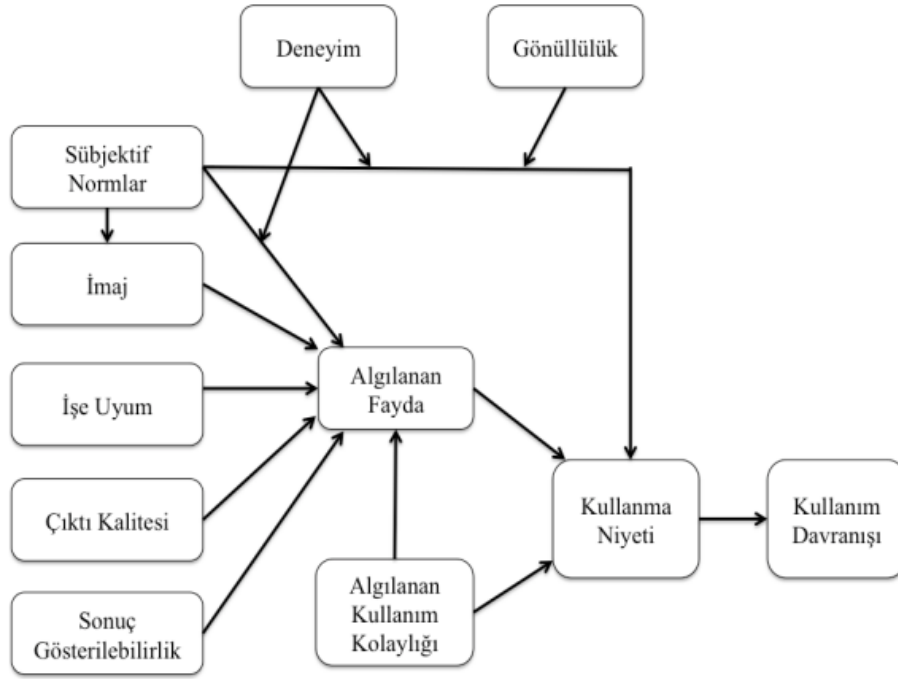 Deneyim
Gönüllülük
Sübjektif
Normlar
İmaj
İşe Uyum
Çıktı Kalitesi
Sonuç
Gösterilebilirlik
Algılanan
Fayda
Algılanan
Kullanım
Kolaylığı
Kullanma
Niyeti
Kullanım
Davranışı